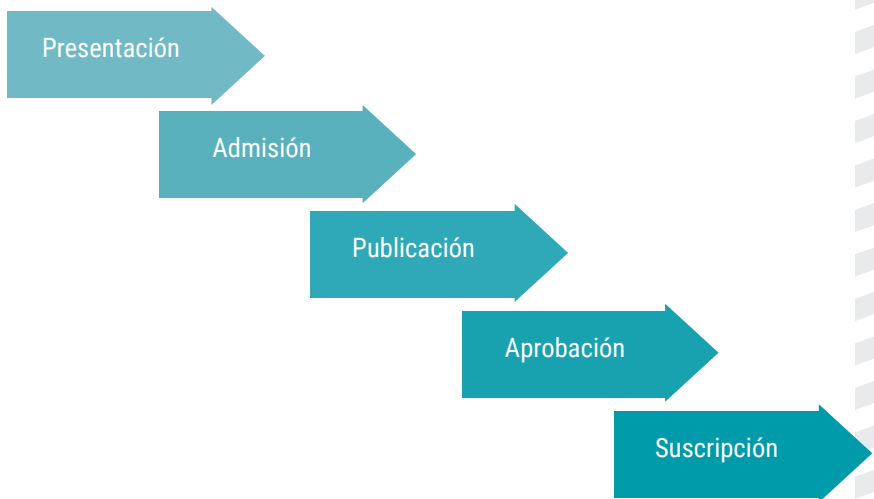 Presentación
Admisión
Publicación
Aprobación
Suscripción